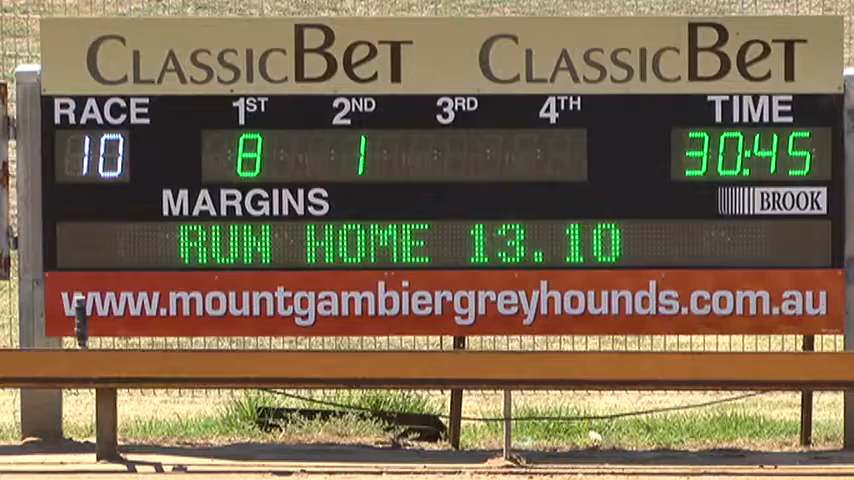 CLASSICBET CLASSICBET
RACE 1ST 2ND 3RD 4TH TIME
10 8 1 30:45
MARGINS BROOK
RUN HOME 13.10
www.mountgambiergreyhounds.com.au